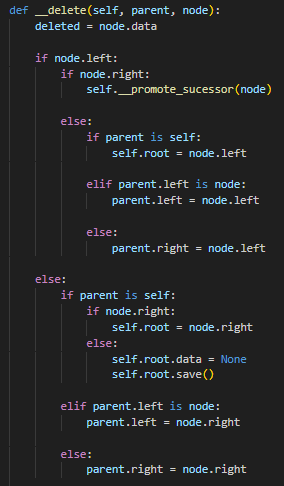 def __delete(self, parent, node):
    deleted = node.data

    if node.left:
        if node.right:
            self.__promote_sucessor(node)

        else:
            if parent is self:
                self.root = node.left

            elif parent.left is node:
                parent.left = node.left

            else:
                parent.right = node.left

    else:
        if parent is self:
            if node.right:
                self.root = node.right
            else:
                self.root.data = None
                self.root.save()

        elif parent.left is node:
            parent.left = node.right

        else:
            parent.right = node.right